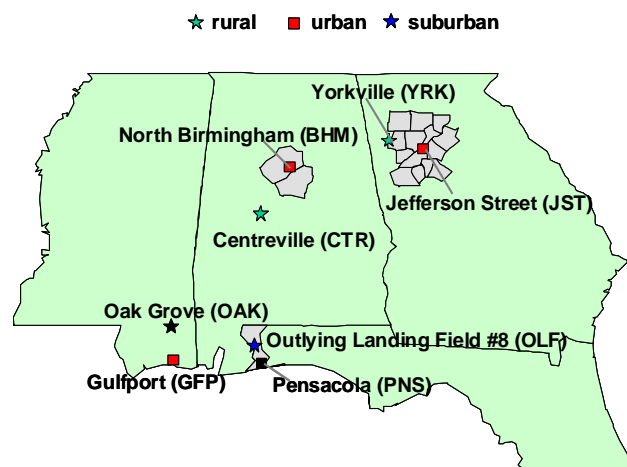 rural urban suburban
Yorkville (YRK)
North Birmingham (BHM)
Jefferson Street (JST)
Centreville (CTR)
Oak Grove (OAK)
Outlying Landing Field #8 (OLF)
Gulfport (GFP)
Pensacola (PNS)